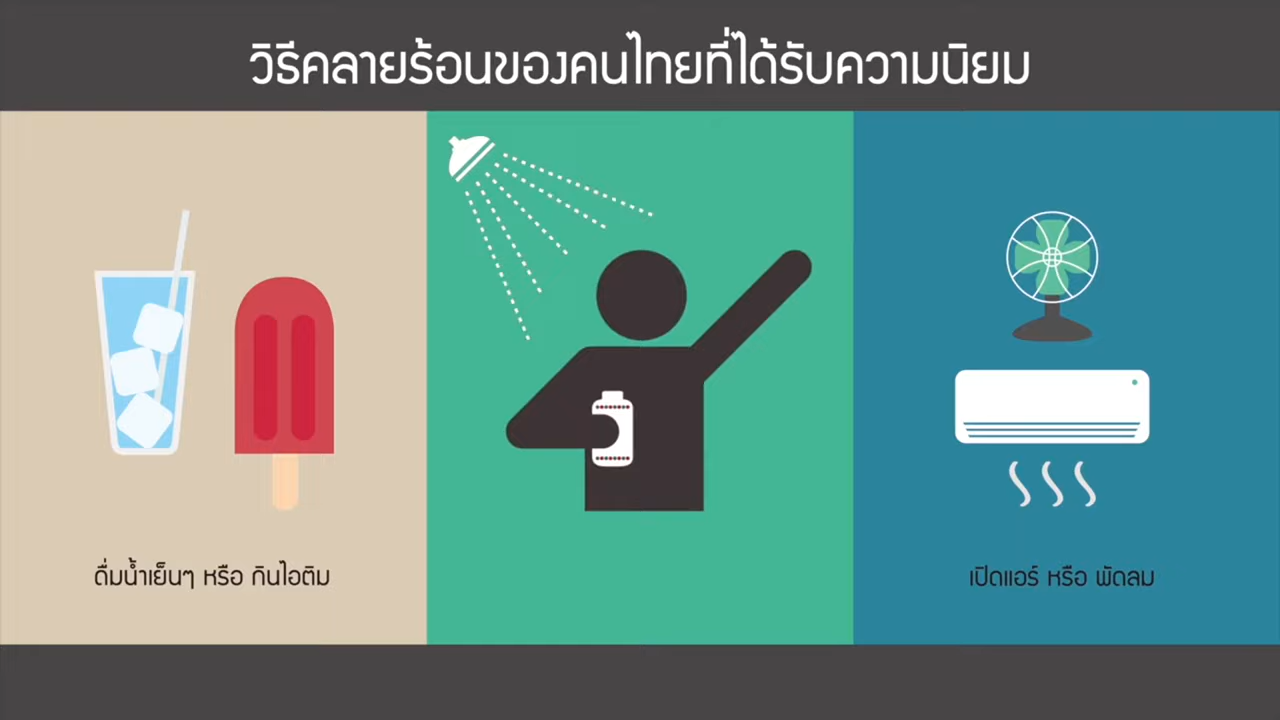 วิธีคลายร้อนของคนไทยที่ได้รับความนิยม
ดื่มน้ำเย็นๆ หรือ กินไอติม
เปิดแอร์ หรือ พัดลม